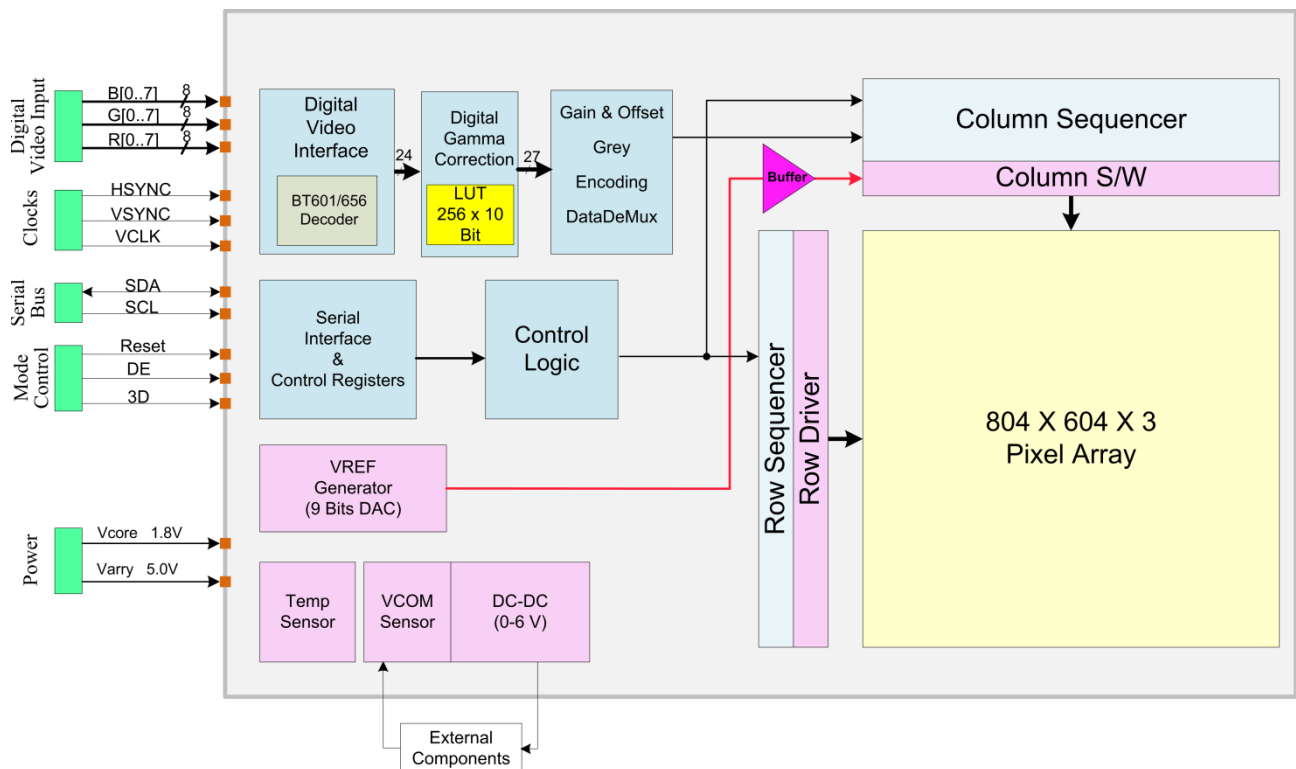 Digital
Video Input
B[0..7]
8
G[0..7]
8
R[0..7]
8
Clocks
HSYNC
VSYNC
VCLK
Serial
Bus
SDA
SCL
Mode
Control
Reset
DE
3D
Power
Vcore 1.8V
Varry 5.0V
Digital
Video
Interface
BT601/656
Decoder
24
Digital
Gamma
Correction
LUT
256 x 10
Bit
27
Gain & Offset
Grey
Encoding
DataDeMux
Column Sequencer
Column S/W
Buffer
Serial
Interface
&
Control Registers
Control
Logic
Row Sequencer
Row Driver
804 X 604 X 3
Pixel Array
VREF
Generator
(9 Bits DAC)
Temp
Sensor
VCOM
Sensor
DC-DC
(0-6 V)
External
Components